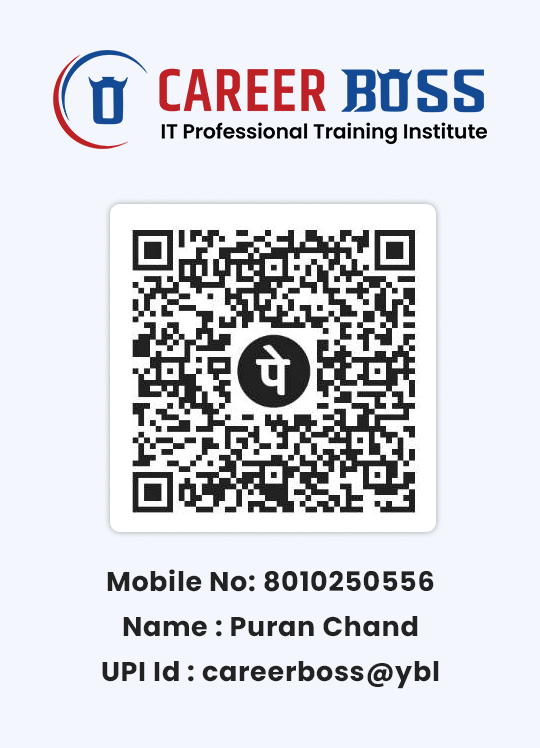 CAREER BOSS
IT Professional Training Institute
पे
Mobile No: 8010250556
Name : Puran Chand
UPI Id : careerboss@ybl